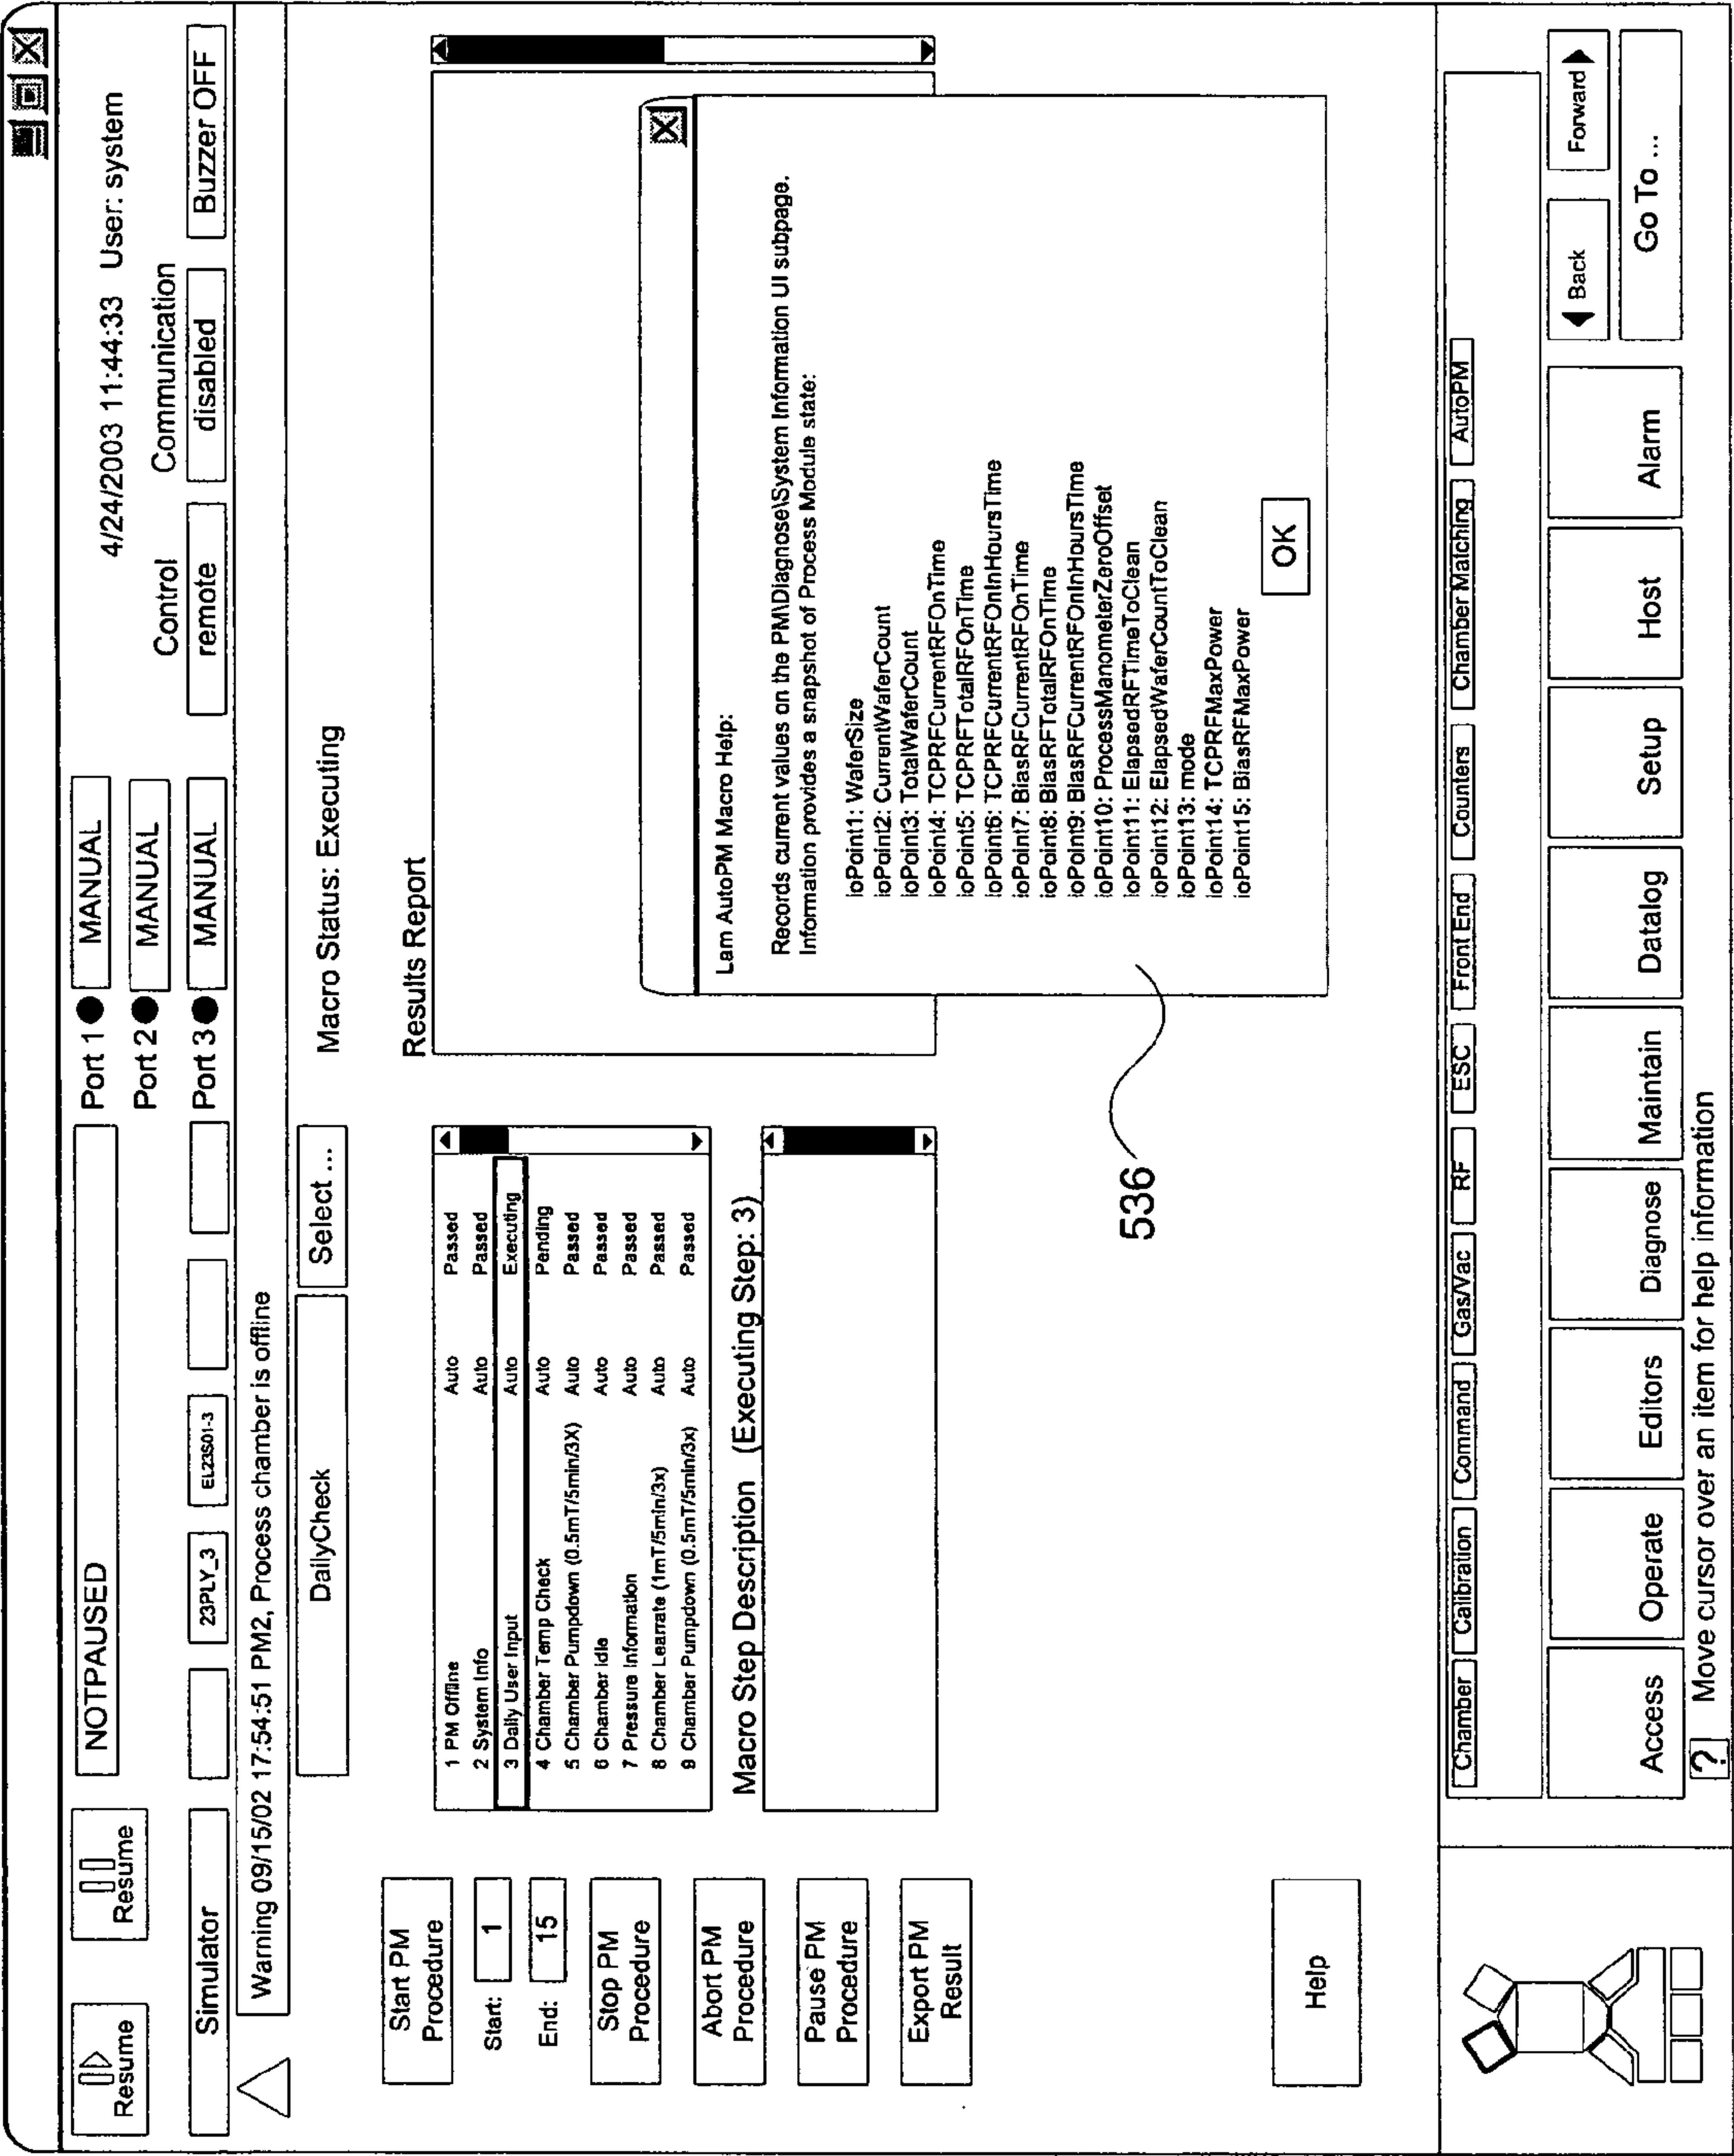 Resume
Resume
NOTPAUSED
Port 1 MANUAL
4/24/2003 11:44:33 User: system
Port 2 MANUAL
Control
Communication
Simulator
23PLY_3
EL23S01-3
Port 3 MANUAL
remote
disabled
Buzzer OFF
Warning 09/15/02 17:54:51 PM2, Process chamber is offline
DailyCheck
Select ...
Macro Status: Executing
Start PM
Procedure
Start: 1
End: 15
Stop PM
Procedure
Abort PM
Procedure
Pause PM
Procedure
Export PM
Result
Help
1 PM Offline Auto Passed
2 System Info Auto Passed
3 Daily User Input Auto Executing
4 Chamber Temp Check Auto Pending
5 Chamber Pumpdown (0.5mT/5min/3X) Auto Passed
6 Chamber idle Auto Passed
7 Pressure Information Auto Passed
8 Chamber Learrate (1mT/5min/3x) Auto Passed
9 Chamber Pumpdown (0.5mT/5min/3x) Auto Passed
Macro Step Description (Executing Step: 3)
Results Report
Lam AutoPM Macro Help:
Records current values on the PM\Diagnose\System Information UI subpage.
Information provides a snapshot of Process Module state:
ioPoint1: WaferSize
ioPoint2: CurrentWaferCount
ioPoint3: TotalWaferCount
ioPoint4: TCPRFCurrentRFOnTime
ioPoint5: TCPRFTotalRFOnTime
ioPoint6: TCPRFCurrentRFOnInHoursTime
ioPoint7: BiasRFCurrentRFOnTime
ioPoint8: BiasRFTotalRFOnTime
ioPoint9: BiasRFCurrentRFOnInHoursTime
ioPoint10: ProcessManometerZeroOffset
ioPoint11: ElapsedRFTimeToClean
ioPoint12: ElapsedWaferCountToClean
ioPoint13: mode
ioPoint14: TCPRFMaxPower
ioPoint15: BiasRFMaxPower
OK
536
Chamber Calibration Command Gas/Vac RF ESC Front End Counters Chamber Matching AutoPM
Access Operate Editors Diagnose Maintain Datalog Setup Host Alarm
Back
Forward
Go To ...
? Move cursor over an item for help information